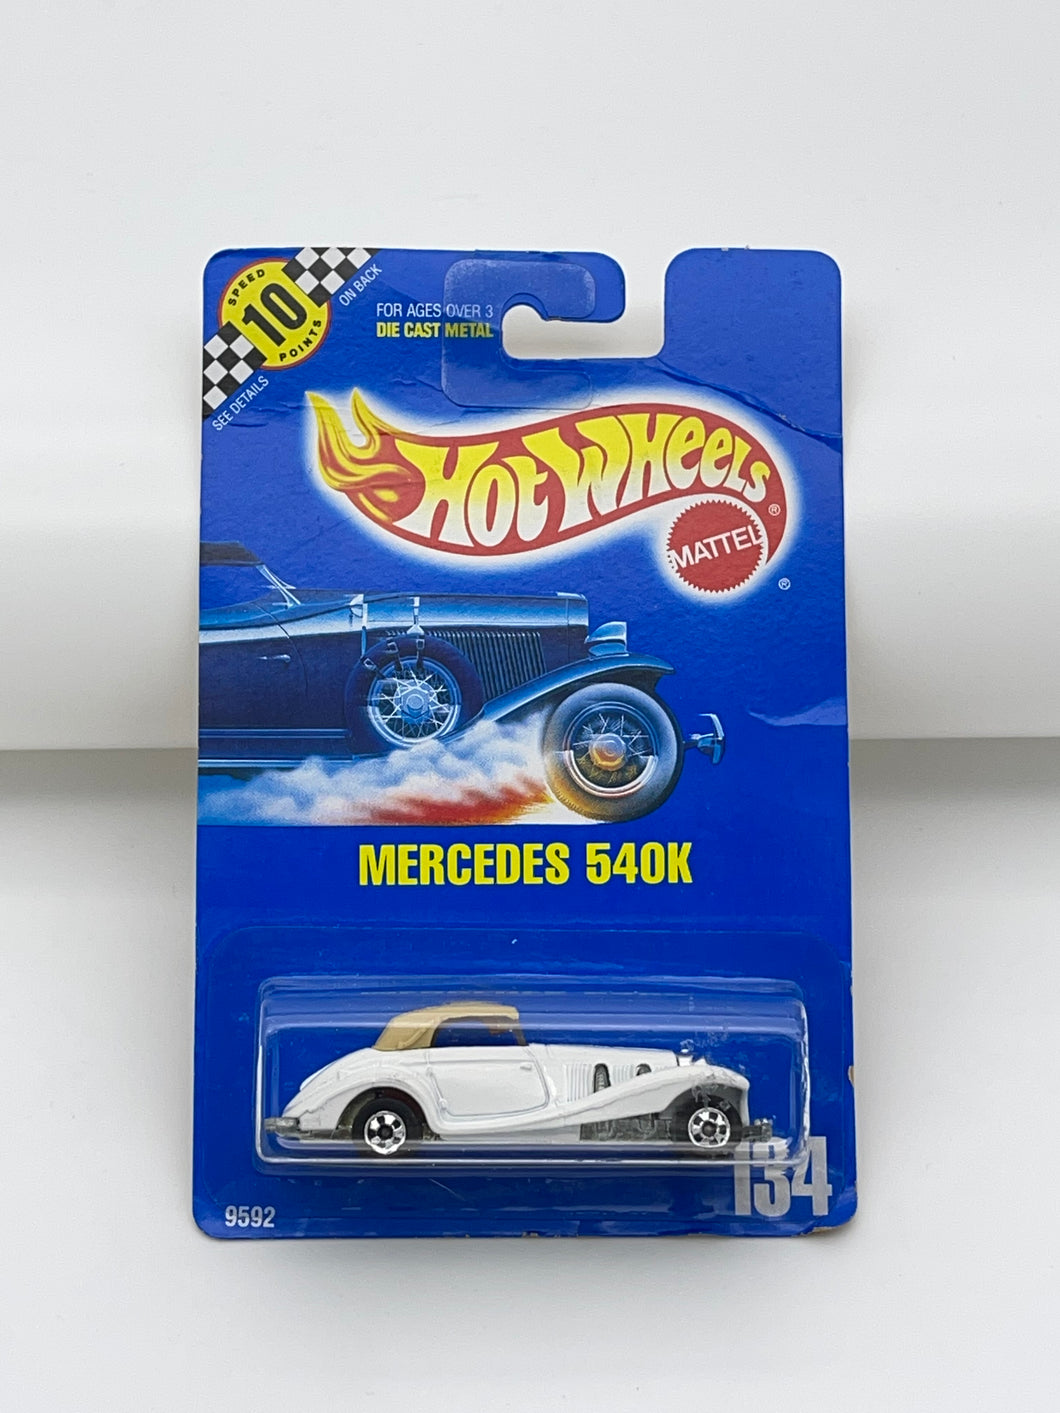 SPEED
10
POINTS
ON BACK
SEE DETAILS
FOR AGES OVER 3
DIE CAST METAL
HOT WHEELS®
MATTEL
®
MERCEDES 540K
134
9592